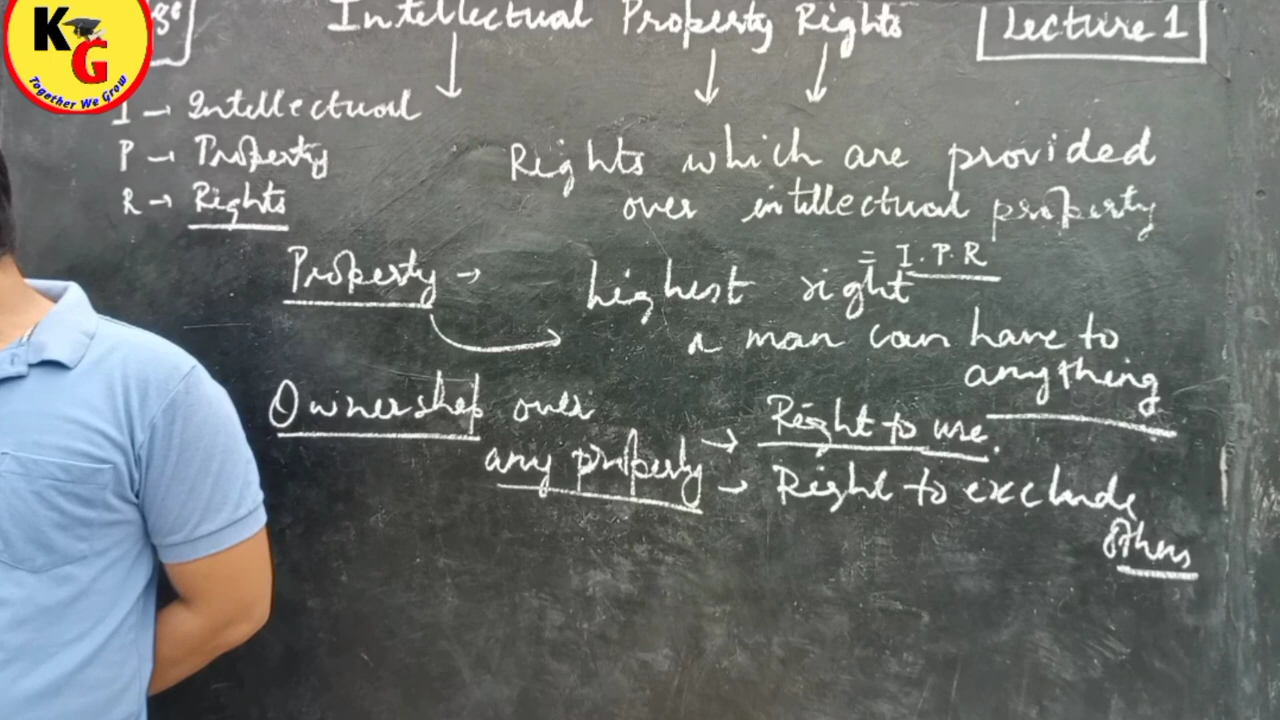 KG
Together We Grow
Intellectual Property Rights
Lecture 1
I → Intellectual
P → Property
R → Rights
Rights which are provided
over intellectual property
= I.P.R
Property → highest right
a man can have to
anything
Ownership over
any property
→ Right to use.
→ Right to exclude
others